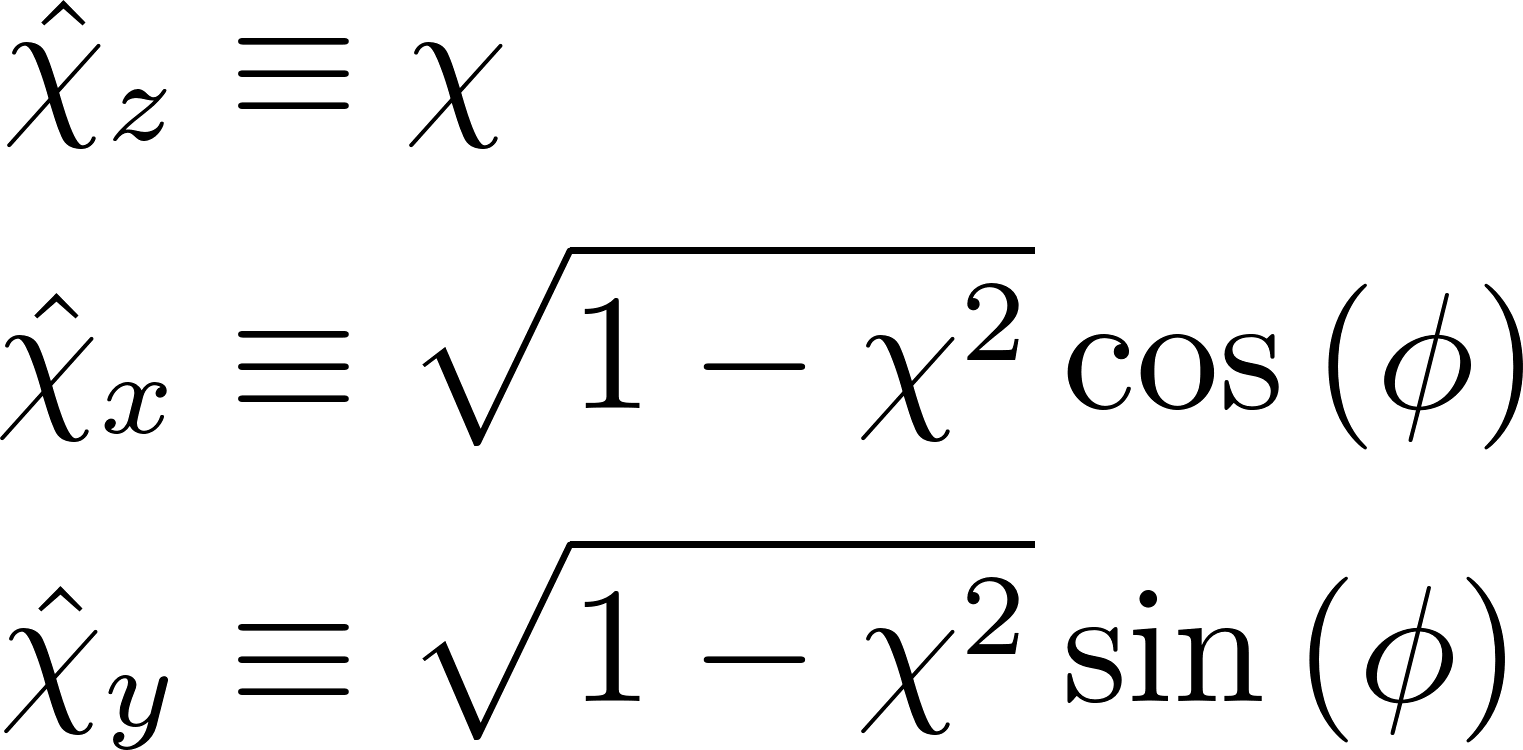 χ̂_z ≡ χ
χ̂_x ≡ √(1 − χ²) cos (ϕ)
χ̂_y ≡ √(1 − χ²) sin (ϕ)